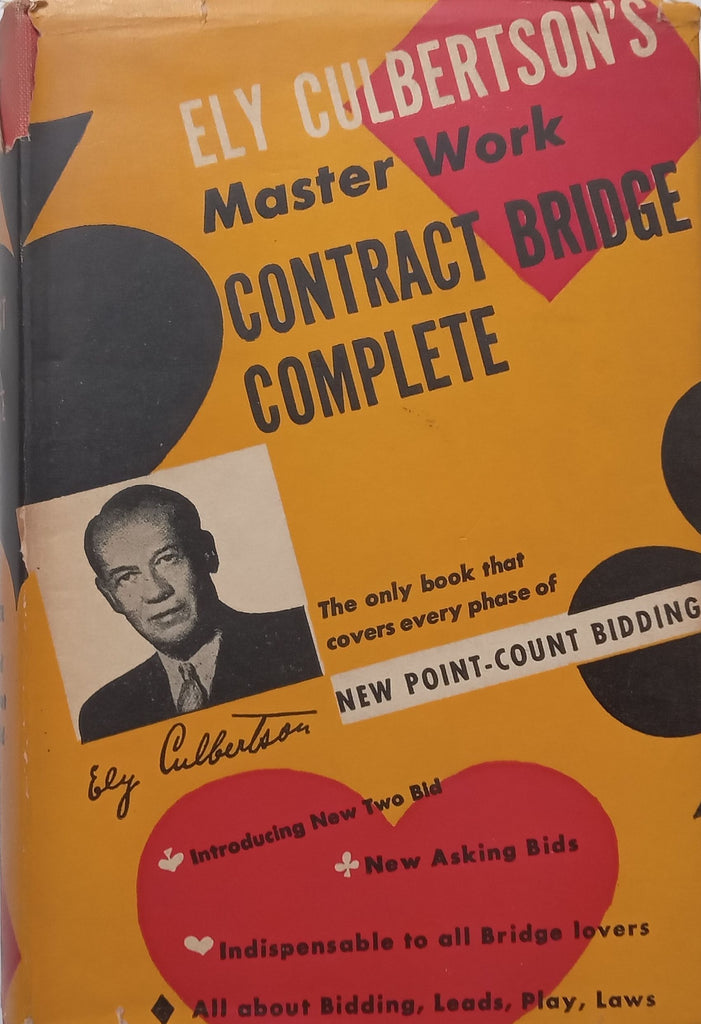 ELY CULBERTSON'S
Master Work
CONTRACT BRIDGE
COMPLETE
The only book that
covers every phase of
NEW POINT-COUNT BIDDING
Ely Culbertson
Introducing New Two Bid
New Asking Bids
Indispensable to all Bridge lovers
All about Bidding, Leads, Play, Laws